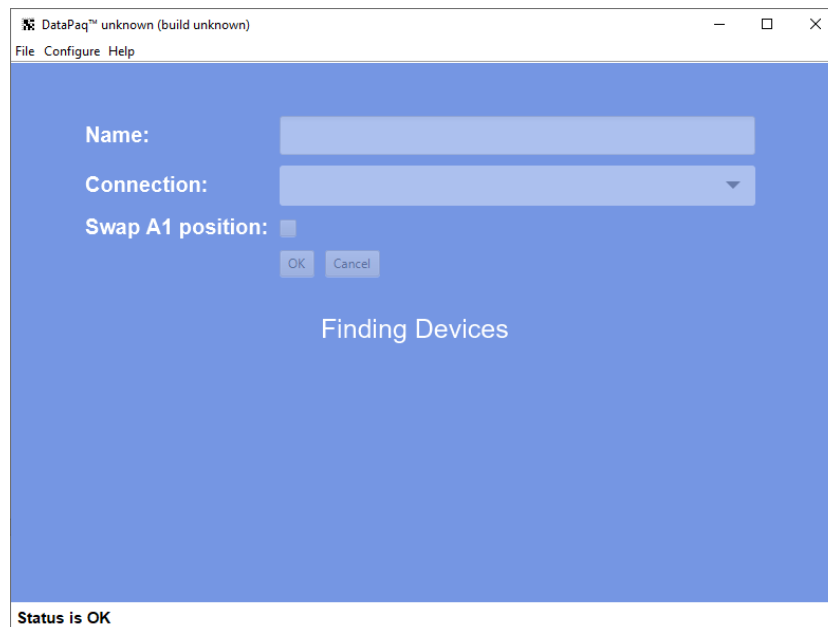 DataPaq™ unknown (build unknown)
File Configure Help
Name:
Connection:
Swap A1 position:
OK Cancel
Finding Devices
Status is OK